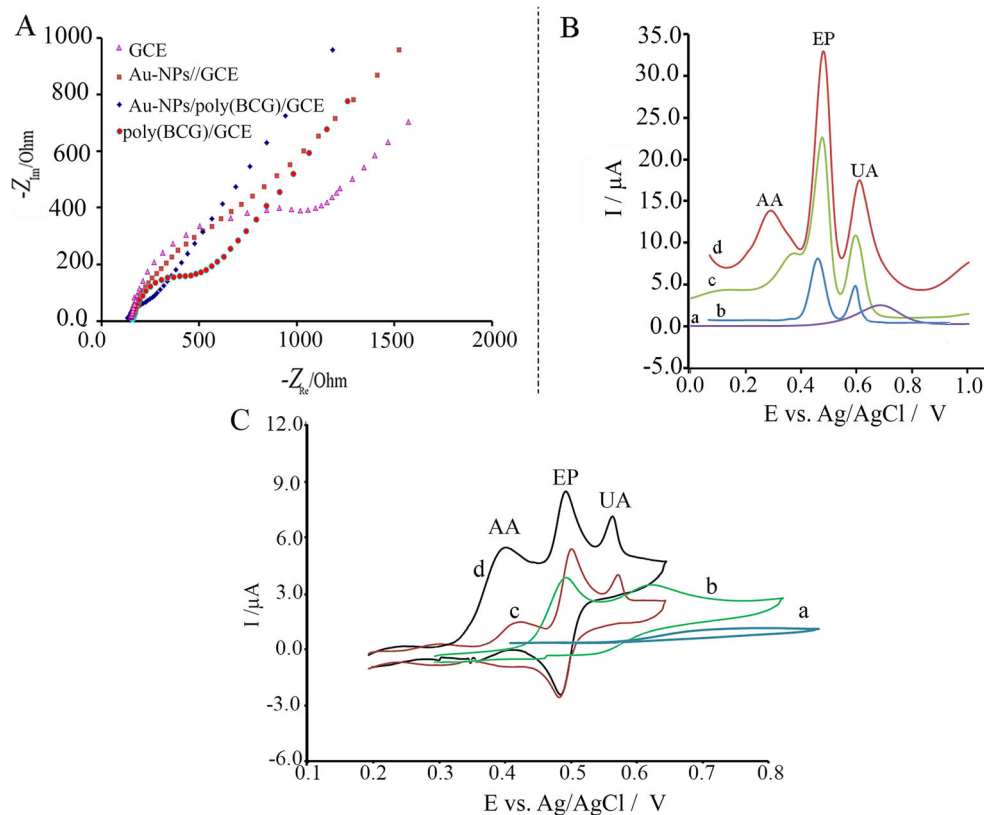 A
1000
800
600
400
200
0.0
-Z_Im/Ohm
GCE
Au-NPs//GCE
Au-NPs/poly(BCG)/GCE
poly(BCG)/GCE
0.0
500
1000
1500
2000
-Z_Re/Ohm
B
35.0
30.0
25.0
20.0
15.0
10.0
5.0
0.0
-5.0
I / µA
EP
AA
UA
d
c
a
b
0.0
0.2
0.4
0.6
0.8
1.0
E vs. Ag/AgCl / V
C
12.0
9.0
6.0
3.0
0.0
-3.0
-6.0
I /µA
EP
AA
UA
d
c
b
a
0.1
0.2
0.3
0.4
0.5
0.6
0.7
0.8
E vs. Ag/AgCl / V